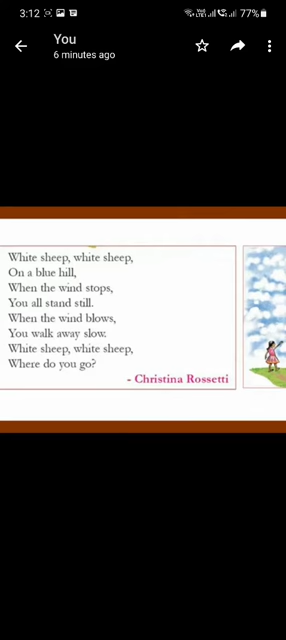 3:12
77%
You
6 minutes ago
White sheep, white sheep,
On a blue hill,
When the wind stops,
You all stand still.
When the wind blows,
You walk away slow.
White sheep, white sheep,
Where do you go?
- Christina Rossetti